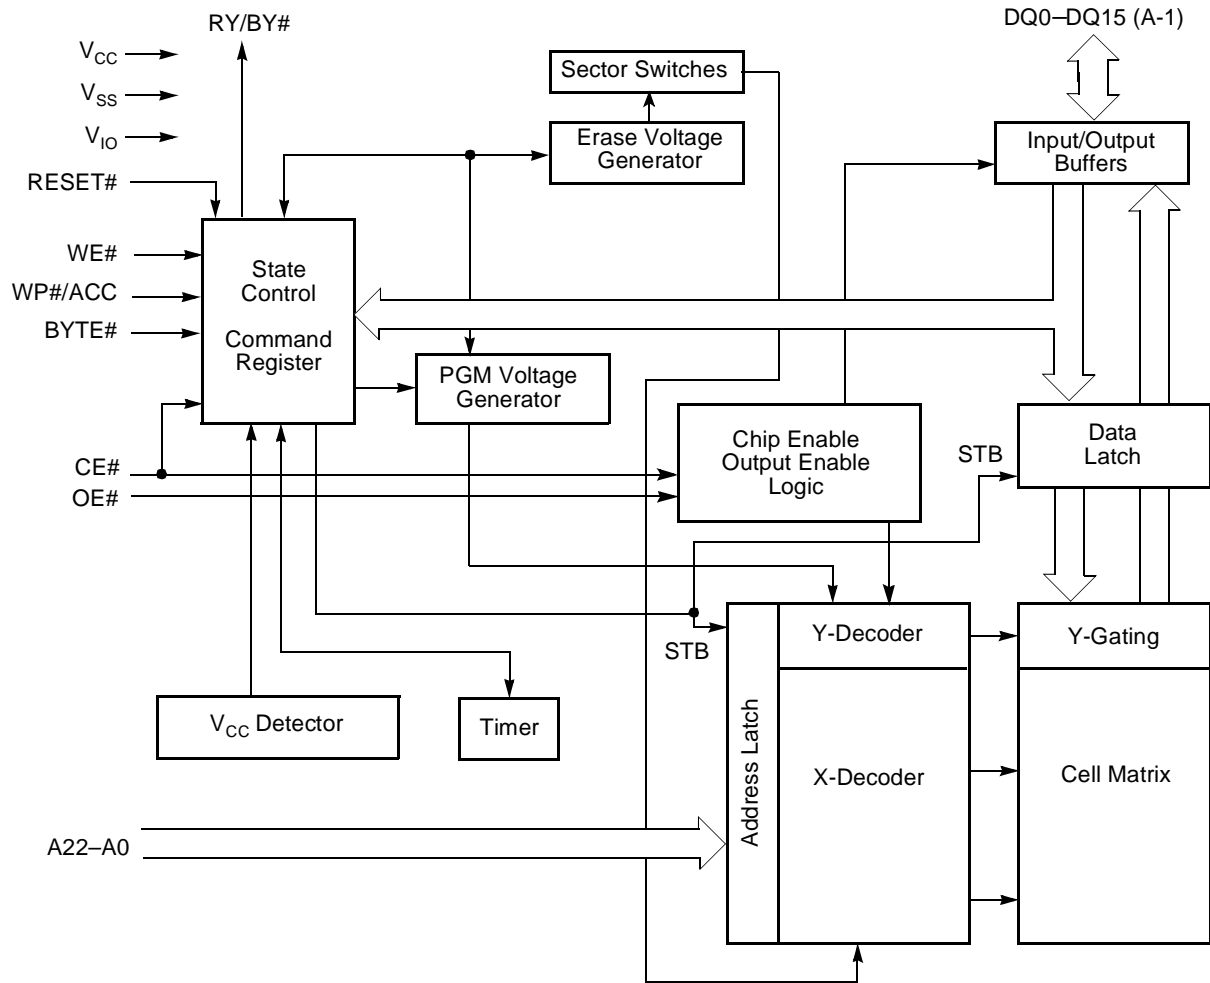 RY/BY#
DQ0–DQ15 (A-1)
VCC
VSS
VIO
RESET#
WE#
WP#/ACC
BYTE#
CE#
OE#
Sector Switches
Erase Voltage
Generator
Input/Output
Buffers
State
Control
Command
Register
PGM Voltage
Generator
Chip Enable
Output Enable
Logic
STB
Data
Latch
STB
Y-Decoder
Y-Gating
VCC Detector
Timer
Address Latch
X-Decoder
Cell Matrix
A22–A0